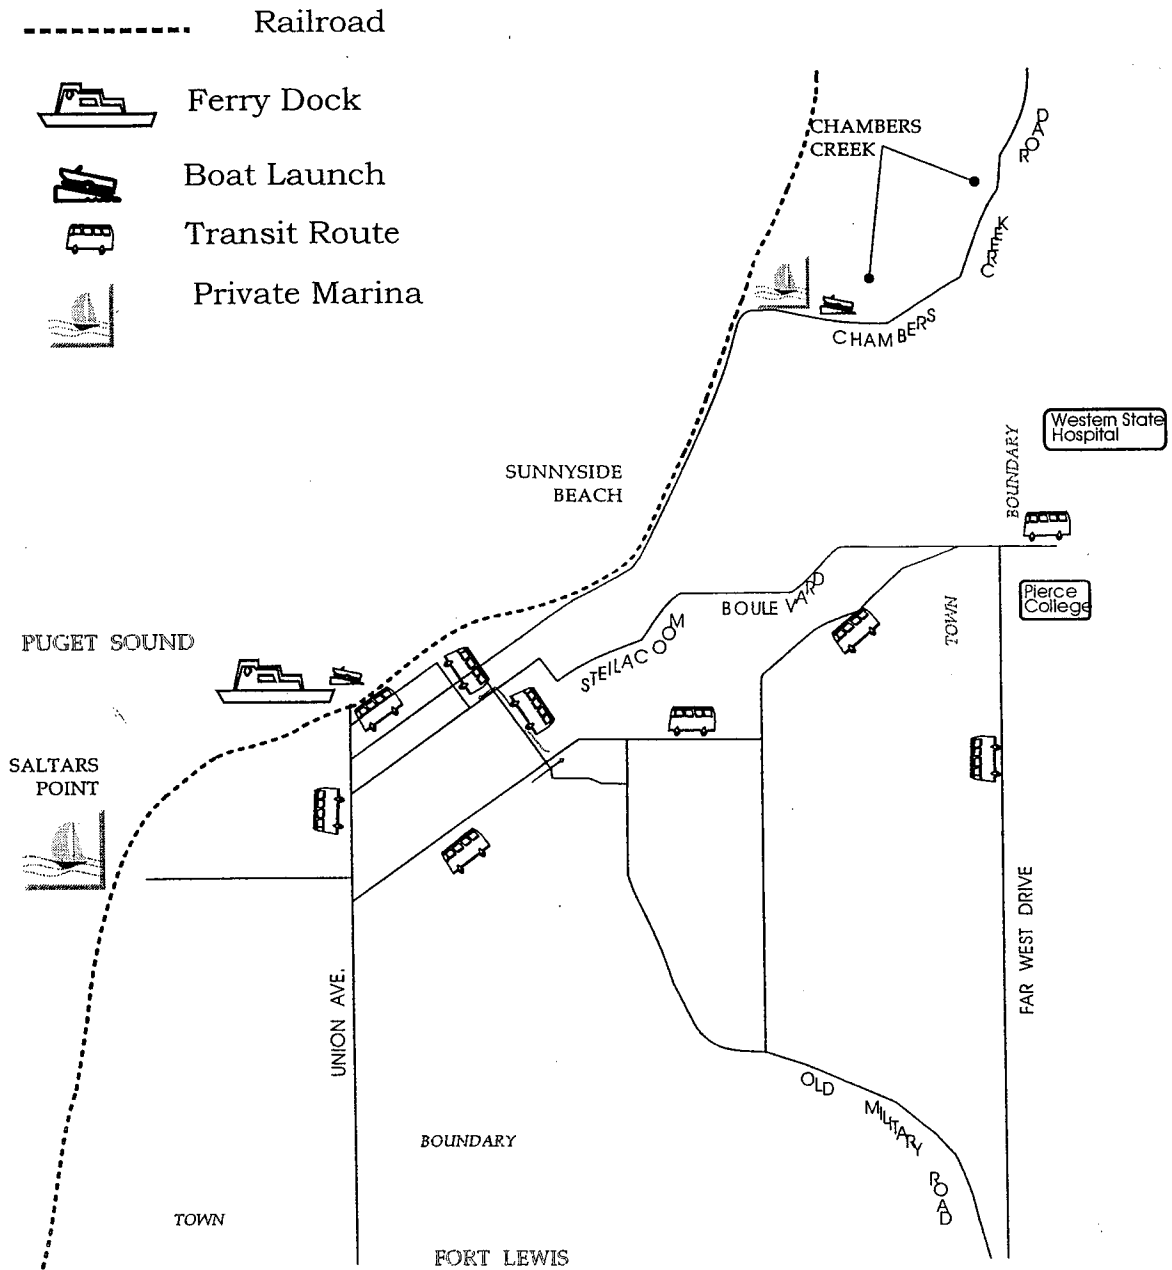 Railroad
Ferry Dock
Boat Launch
Transit Route
Private Marina
CHAMBERS
CREEK
CHAMBERS CREEK ROAD
Western State
Hospital
BOUNDARY
SUNNYSIDE
BEACH
Pierce
College
TOWN
STEILACOOM BOULEVARD
PUGET SOUND
SALTARS
POINT
UNION AVE.
FAR WEST DRIVE
OLD MILITARY ROAD
BOUNDARY
TOWN
FORT LEWIS